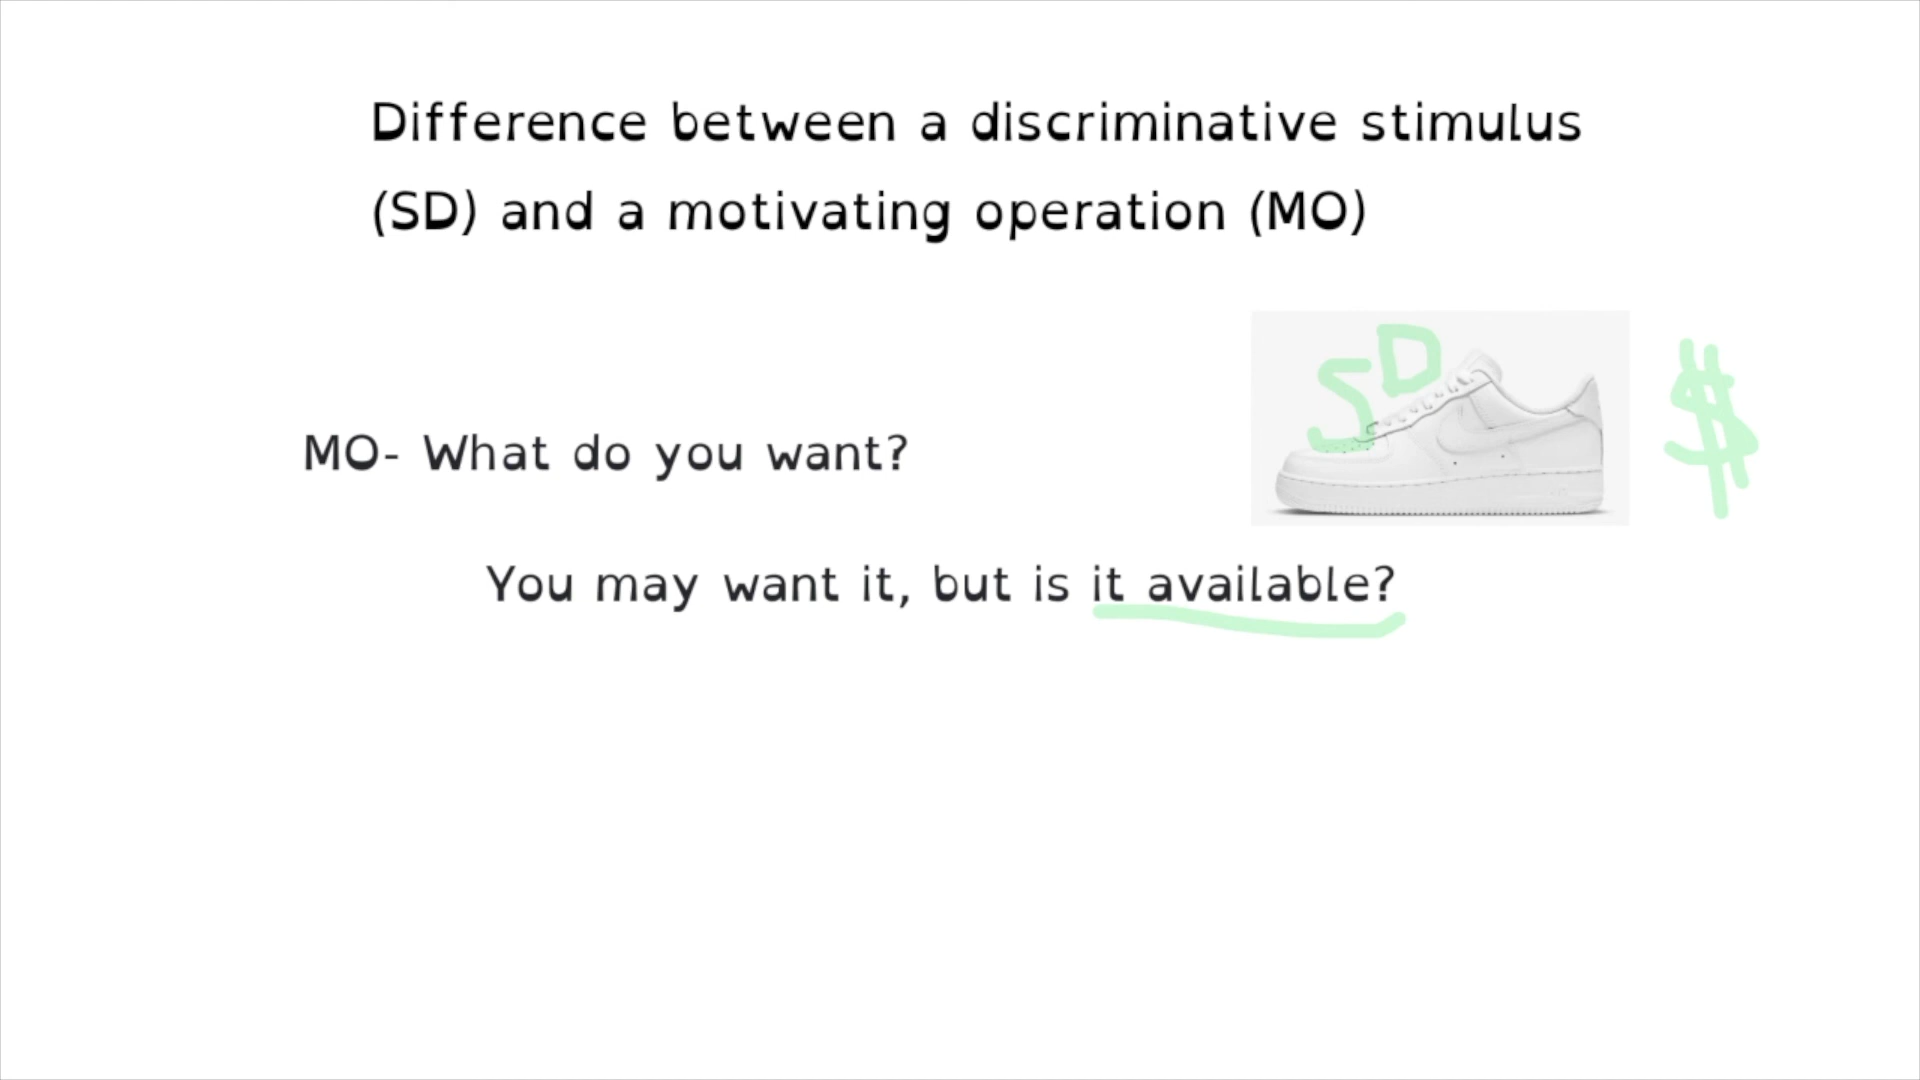 Difference between a discriminative stimulus
(SD) and a motivating operation (MO)
SD
$
MO- What do you want?
You may want it, but is it available?